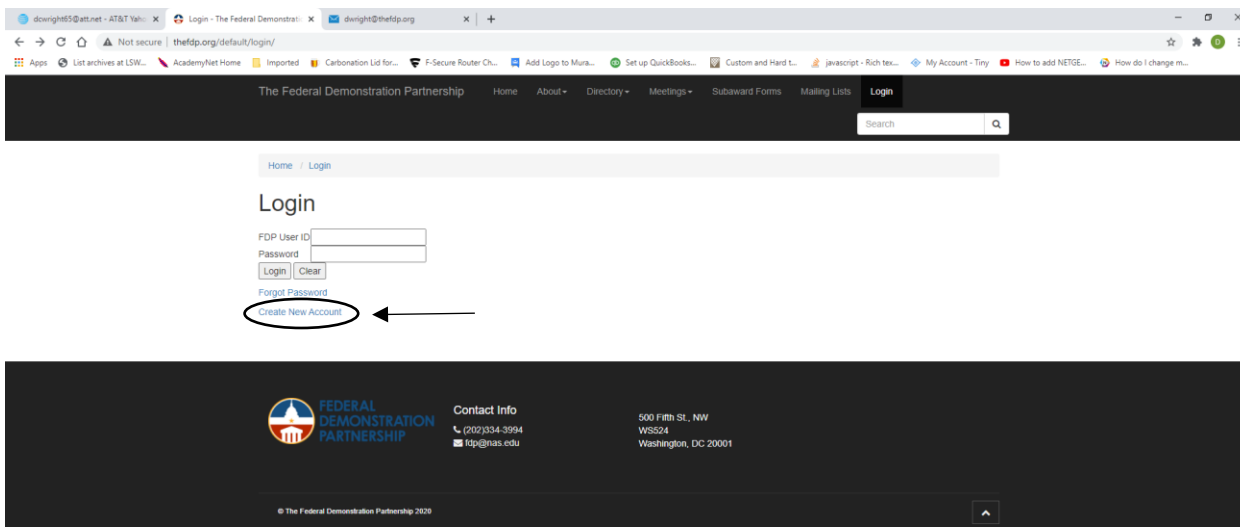 dcwright65@att.net - AT&T Yaho
Login - The Federal Demonstratio
dwright@thefdp.org
Not secure | thefdp.org/default/login/
Apps List archives at LSW... AcademyNet Home Imported Carbonation Lid for... F-Secure Router Ch... Add Logo to Mura... Set up QuickBooks... Custom and Hard t... javascript - Rich tex... My Account - Tiny How to add NETGE... How do I change m...
The Federal Demonstration Partnership Home About Directory Meetings Subaward Forms Mailing Lists Login
Search
Home / Login
Login
FDP User ID
Password
Login Clear
Forgot Password
Create New Account
FEDERAL
DEMONSTRATION
PARTNERSHIP
Contact Info
(202)334-3994
fdp@nas.edu
500 Fifth St., NW
WS524
Washington, DC 20001
© The Federal Demonstration Partnership 2020